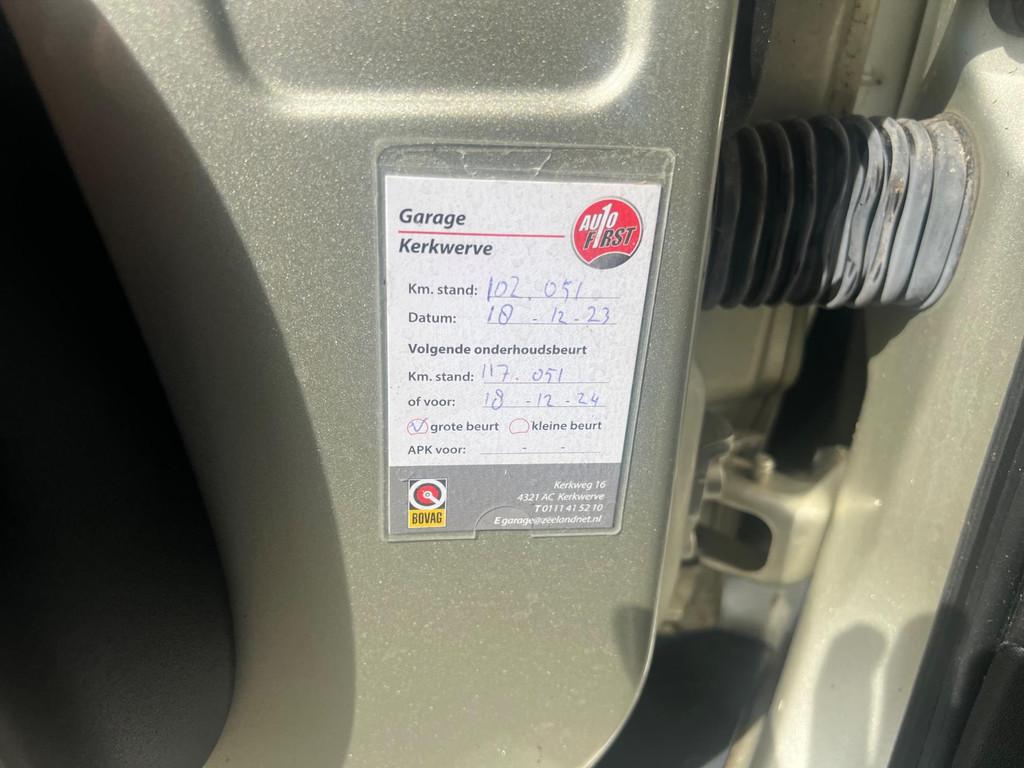 Garage
Kerkwerve
AUTO
FIRST
Km. stand: 102.051
Datum: 18 - 12 - 23
Volgende onderhoudsbeurt
Km. stand: 117.051
of voor: 18 - 12 - 24
grote beurt kleine beurt
APK voor: - -
BOVAG
Kerkweg 16
4321 AC Kerkwerve
T 0111 41 52 10
E garage@zeelandnet.nl